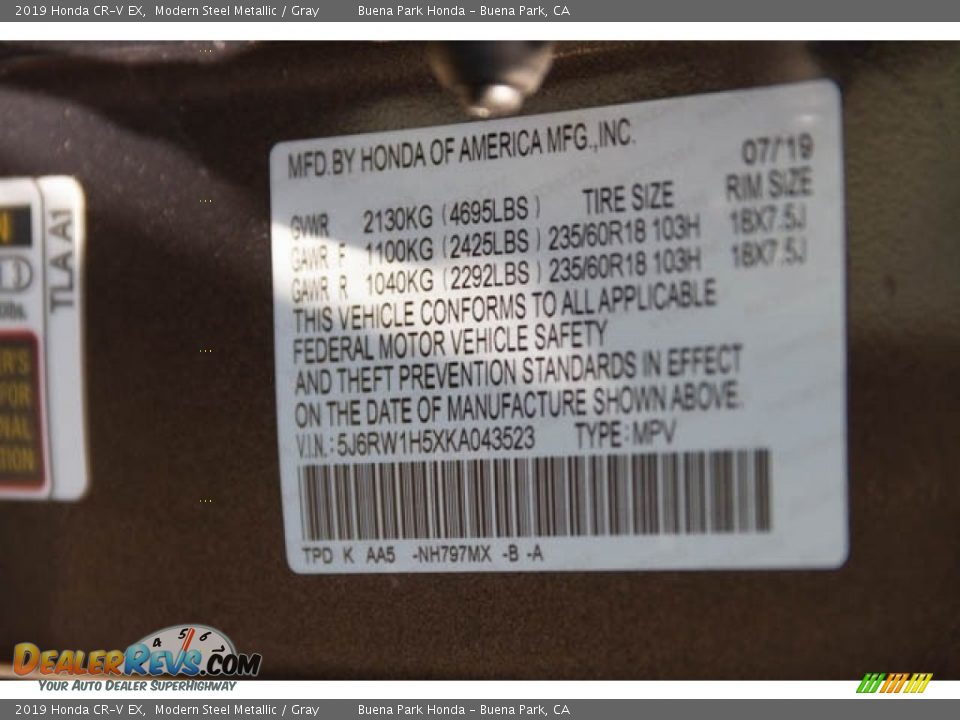 2019 Honda CR-V EX, Modern Steel Metallic / Gray Buena Park Honda - Buena Park, CA
MFD. BY HONDA OF AMERICA MFG., INC.
07/'19
GVWR 2130KG (4695LBS) TIRE SIZE RIM SIZE
GAWR F 1100KG (2425LBS) 235/60R18 103H 18X7.5J
GAWR R 1040KG (2292LBS) 235/60R18 103H 18X7.5J
THIS VEHICLE CONFORMS TO ALL APPLICABLE
FEDERAL MOTOR VEHICLE SAFETY
AND THEFT PREVENTION STANDARDS IN EFFECT
ON THE DATE OF MANUFACTURE SHOWN ABOVE.
V.I.N.: 5J6RW1H5XKA043523 TYPE: MPV
TPD K AA5 -NH797MX -B -A
TLA A1
4 5 6
DealerRevs.com
Your Auto Dealer SuperHighway
2019 Honda CR-V EX, Modern Steel Metallic / Gray Buena Park Honda - Buena Park, CA